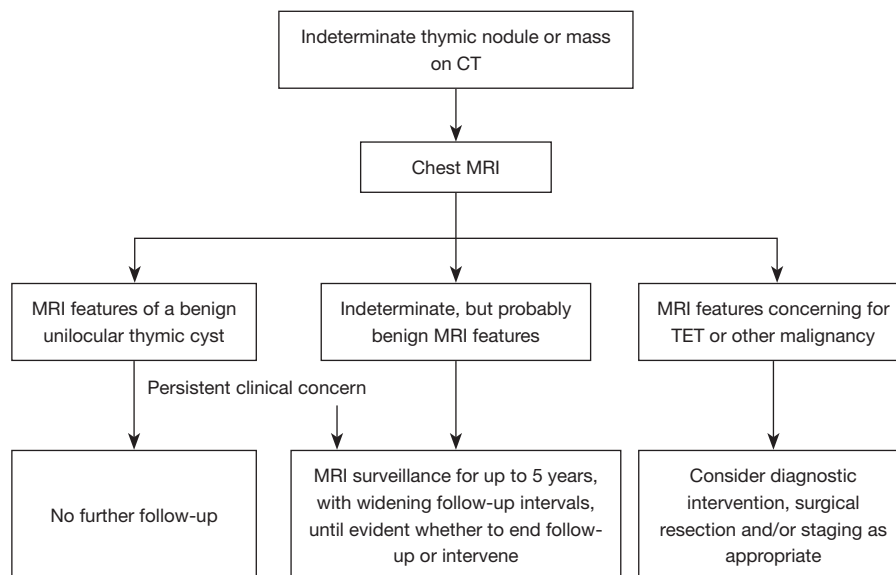 Indeterminate thymic nodule or mass
on CT
Chest MRI
MRI features of a benign
unilocular thymic cyst
Indeterminate, but probably
benign MRI features
MRI features concerning for
TET or other malignancy
Persistent clinical concern
No further follow-up
MRI surveillance for up to 5 years,
with widening follow-up intervals,
until evident whether to end follow-
up or intervene
Consider diagnostic
intervention, surgical
resection and/or staging as
appropriate